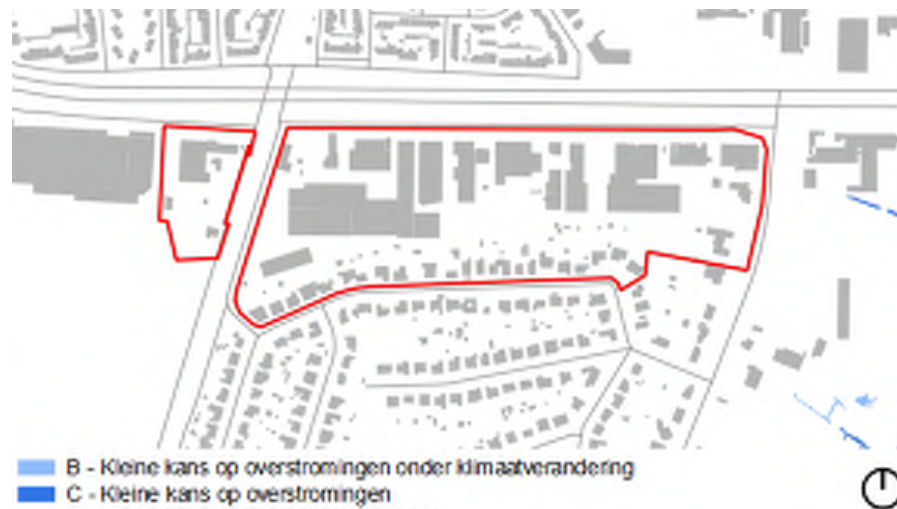 B - Kleine kans op overstromingen onder klimaatverandering
C - Kleine kans op overstromingen